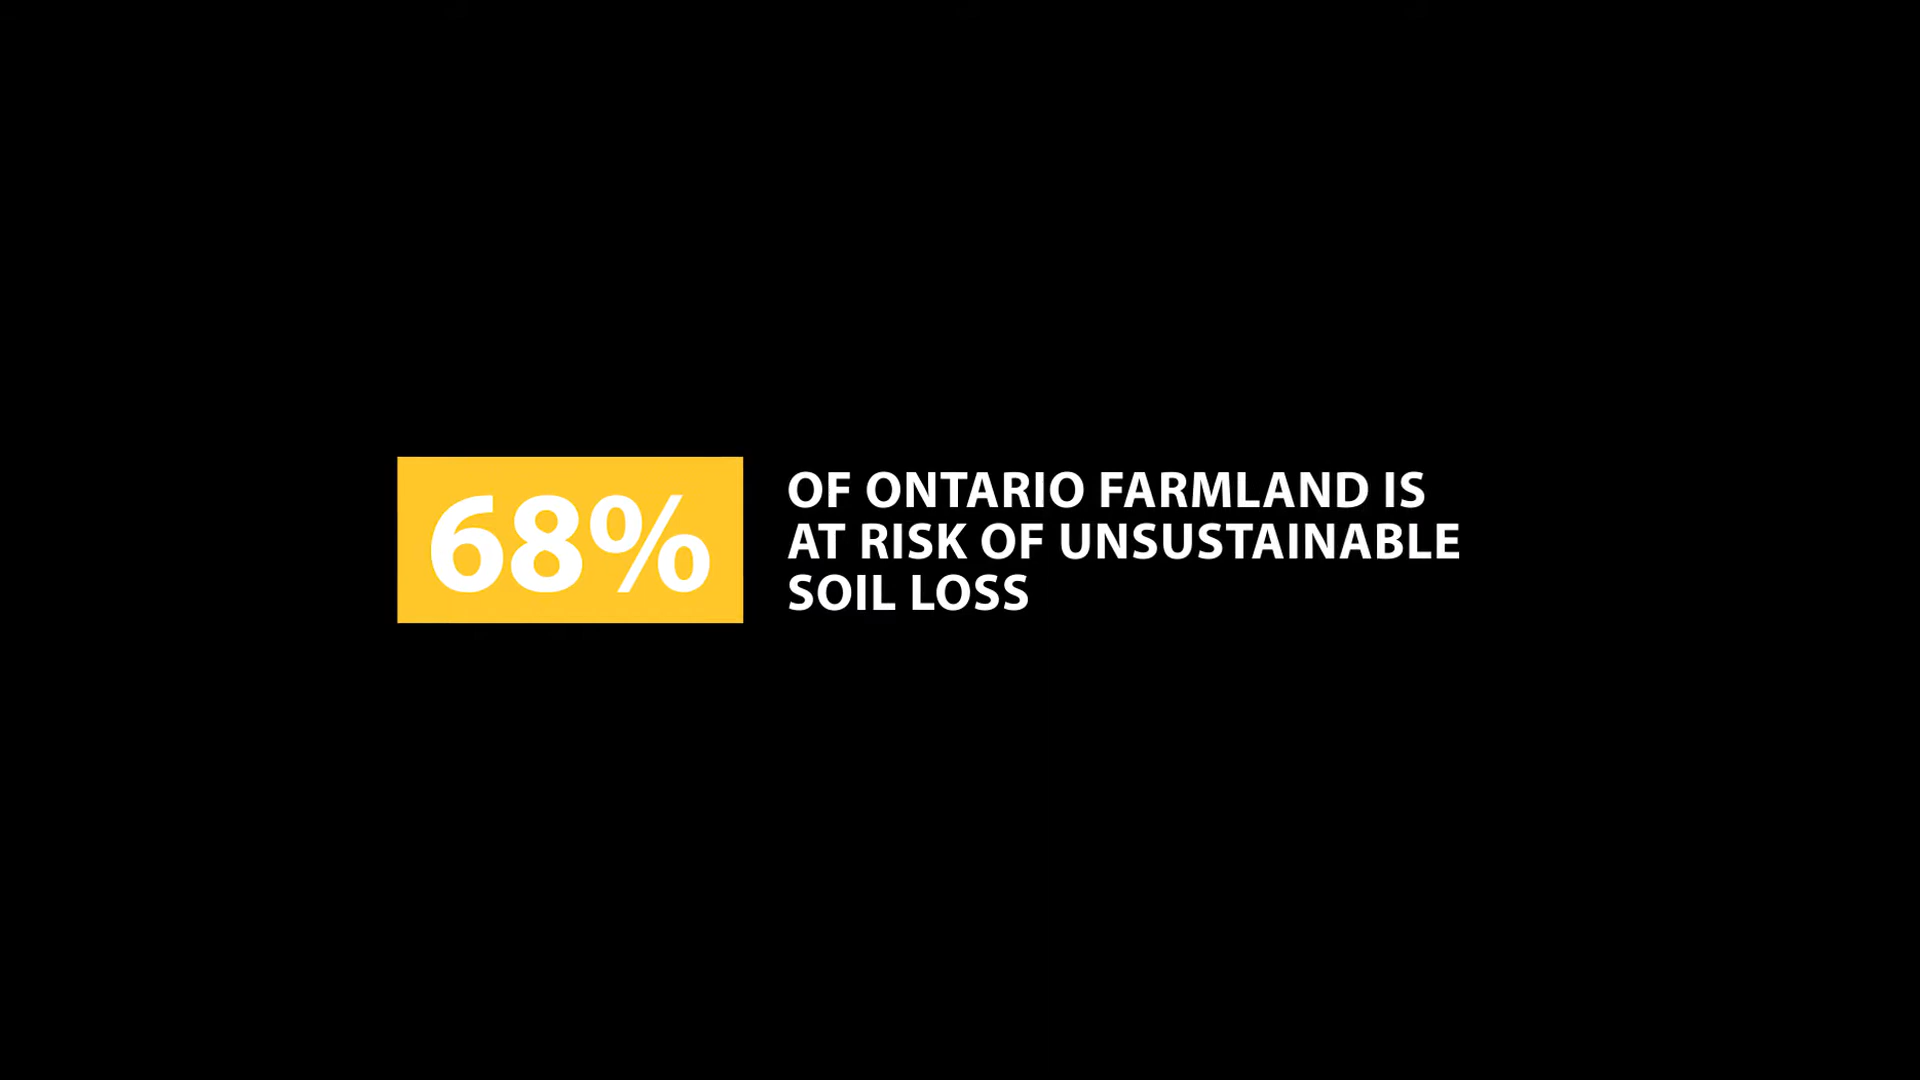 68%
OF ONTARIO FARMLAND IS
AT RISK OF UNSUSTAINABLE
SOIL LOSS